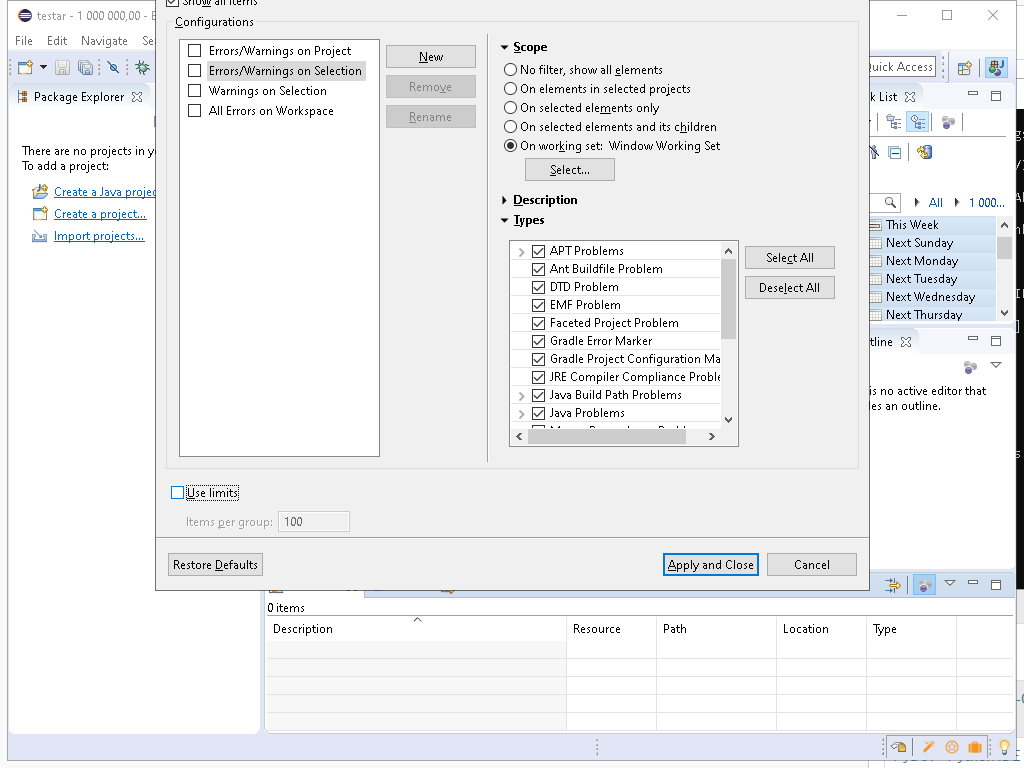 testar - 1 000 000,00 - E
Show all items
File Edit Navigate Se
Configurations
Errors/Warnings on Project
Errors/Warnings on Selection
Warnings on Selection
All Errors on Workspace
New
Remove
Rename
Scope
No filter, show all elements
On elements in selected projects
On selected elements only
On selected elements and its children
On working set: Window Working Set
Select...
Description
Types
APT Problems
Ant Buildfile Problem
DTD Problem
EMF Problem
Faceted Project Problem
Gradle Error Marker
Gradle Project Configuration Ma
JRE Compiler Compliance Proble
Java Build Path Problems
Java Problems
Select All
Deselect All
Use limits
Items per group: 100
Restore Defaults
Apply and Close
Cancel
Package Explorer
There are no projects in y
To add a project:
Create a Java projec
Create a project...
Import projects...
Quick Access
k List
All
1 000...
This Week
Next Sunday
Next Monday
Next Tuesday
Next Wednesday
Next Thursday
tline
is no active editor that
les an outline.
0 items
Description Resource Path Location Type